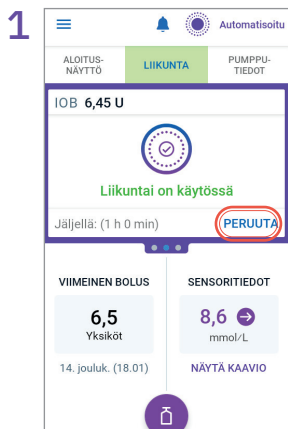 1
Automatisoitu
ALOITUS-
NÄYTTÖ
LIIKUNTA
PUMPPU-
TIEDOT
IOB 6,45 U
Liikuntai on käytössä
Jäljellä: (1 h 0 min) PERUUTA
VIIMEINEN BOLUS
6,5
Yksiköt
14. jouluk. (18.01)
SENSORITIEDOT
8,6
mmol/L
NÄYTÄ KAAVIO